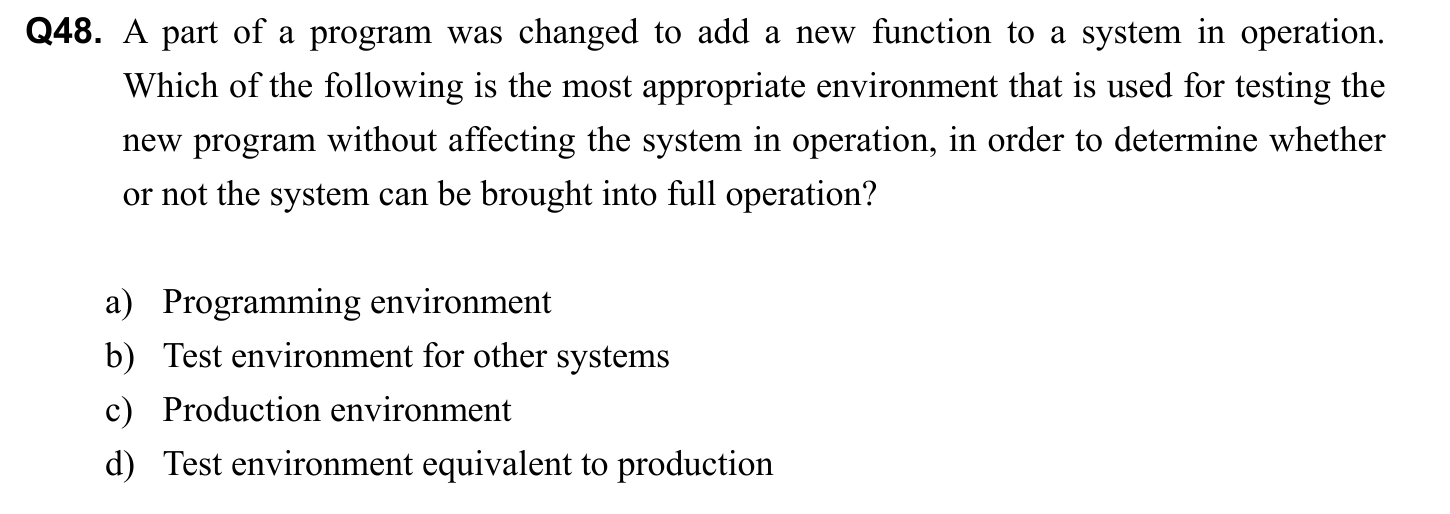 Q48. A part of a program was changed to add a new function to a system in operation.
Which of the following is the most appropriate environment that is used for testing the
new program without affecting the system in operation, in order to determine whether
or not the system can be brought into full operation?
a) Programming environment
b) Test environment for other systems
c) Production environment
d) Test environment equivalent to production